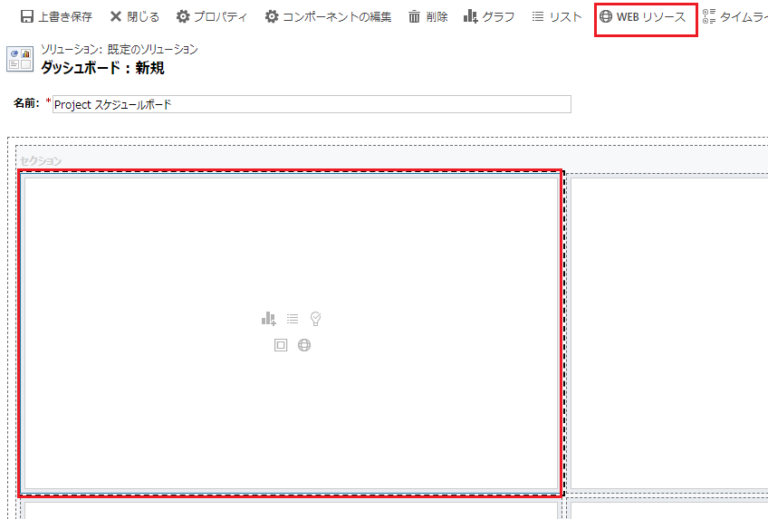 上書き保存 閉じる プロパティ コンポーネントの編集 削除 グラフ リスト WEB リソース タイムライ
ソリューション: 既定のソリューション
ダッシュボード : 新規
名前: * Project スケジュールボード
セクション